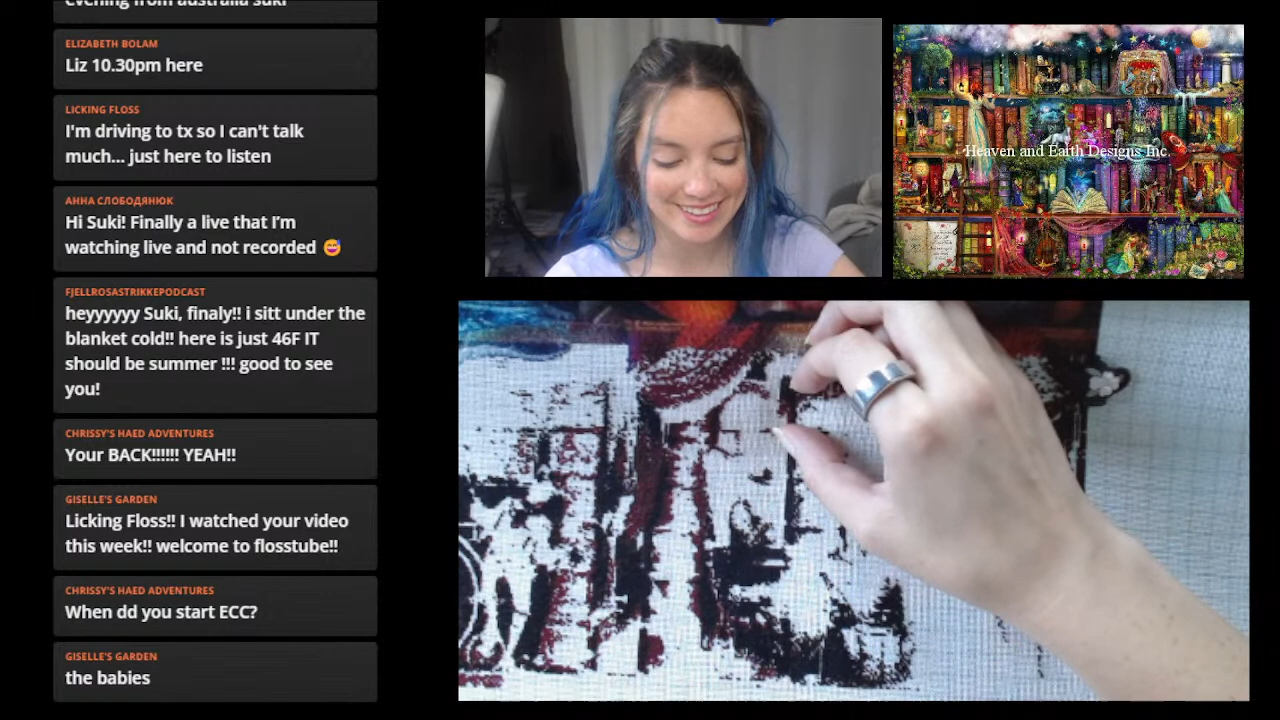 evening from australia suki
ELIZABETH BOLAM
Liz 10.30pm here
LICKING FLOSS
I'm driving to tx so I can't talk
much... just here to listen
АННА СЛОБОДЯНЮК
Hi Suki! Finally a live that I'm
watching live and not recorded 😅
FJELLROSASTRIKKEPODCAST
heyyyyyy Suki, finaly!! i sitt under the
blanket cold!! here is just 46F IT
should be summer !!! good to see
you!
CHRISSY'S HAED ADVENTURES
Your BACK!!!!!! YEAH!!
GISELLE'S GARDEN
Licking Floss!! I watched your video
this week!! welcome to flosstube!!
CHRISSY'S HAED ADVENTURES
When dd you start ECC?
GISELLE'S GARDEN
the babies
Heaven and Earth Designs Inc